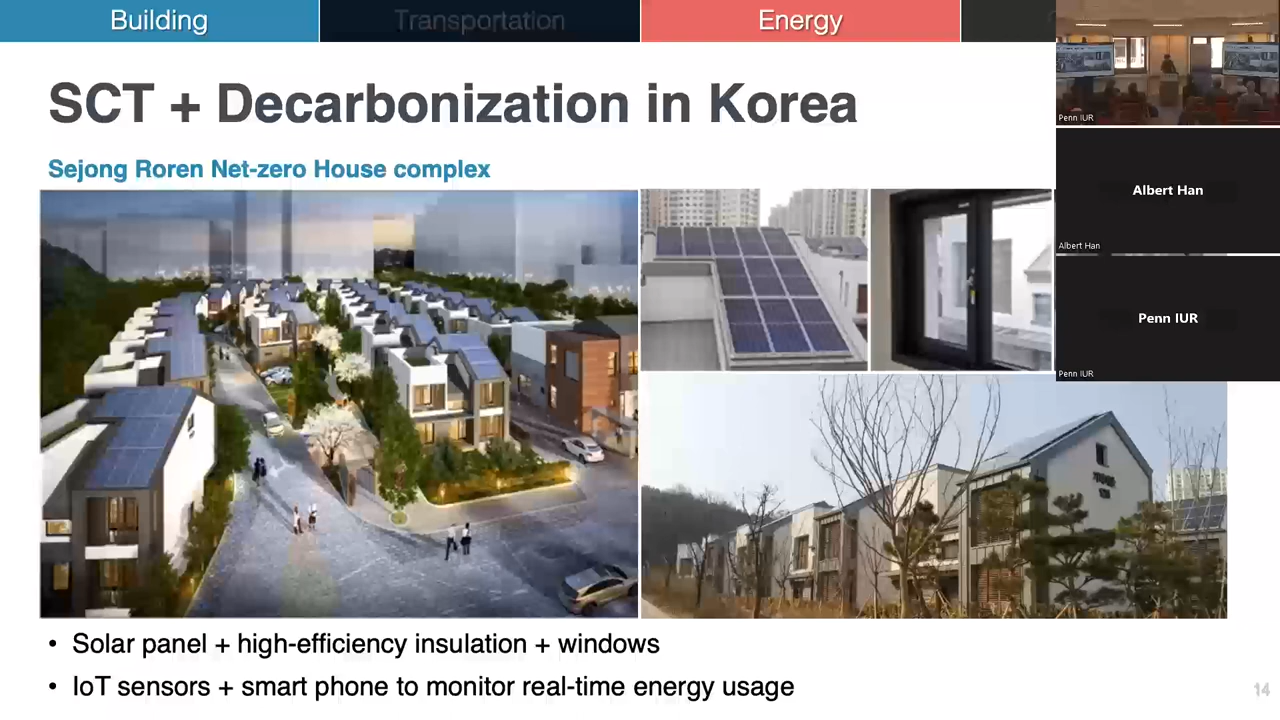 Building
Transportation
Energy
SCT + Decarbonization in Korea
Sejong Roren Net-zero House complex
Penn IUR
Albert Han
Albert Han
Penn IUR
Penn IUR
• Solar panel + high-efficiency insulation + windows
• IoT sensors + smart phone to monitor real-time energy usage
14